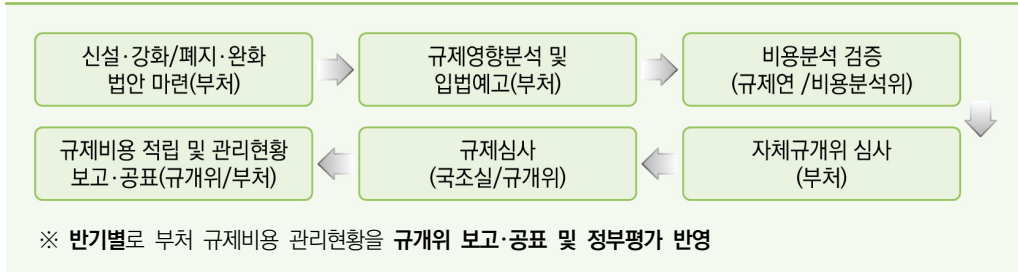 신설·강화/폐지·완화
법안 마련(부처)
규제영향분석 및
입법예고(부처)
비용분석 검증
(규제연 /비용분석위)
자체규개위 심사
(부처)
규제심사
(국조실/규개위)
규제비용 적립 및 관리현황
보고·공표(규개위/부처)
※ 반기별로 부처 규제비용 관리현황을 규개위 보고·공표 및 정부평가 반영